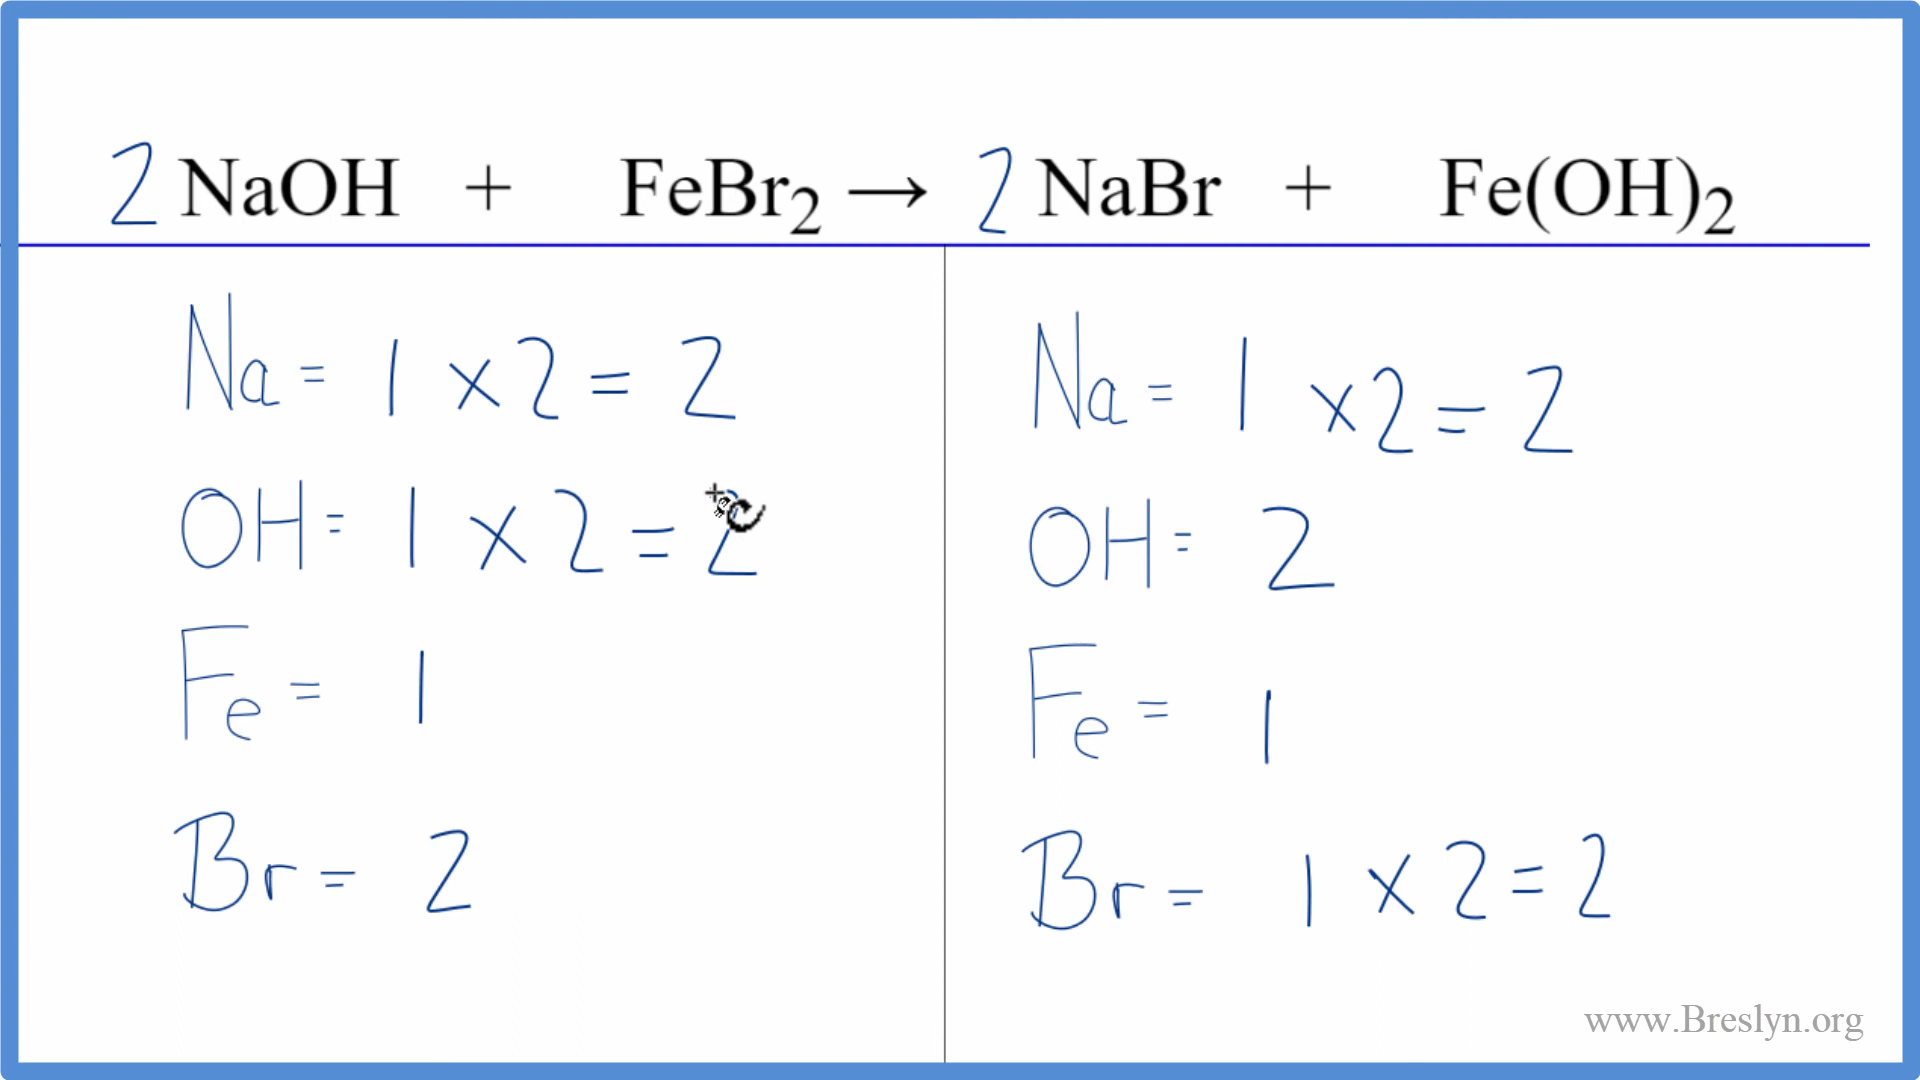 2 NaOH + FeBr₂ → 2 NaBr + Fe(OH)₂
Na = 1 x 2 = 2
OH = 1 x 2 = 2
Fe = 1
Br = 2
Na = 1 x 2 = 2
OH = 2
Fe = 1
Br = 1 x 2 = 2
www.Breslyn.org